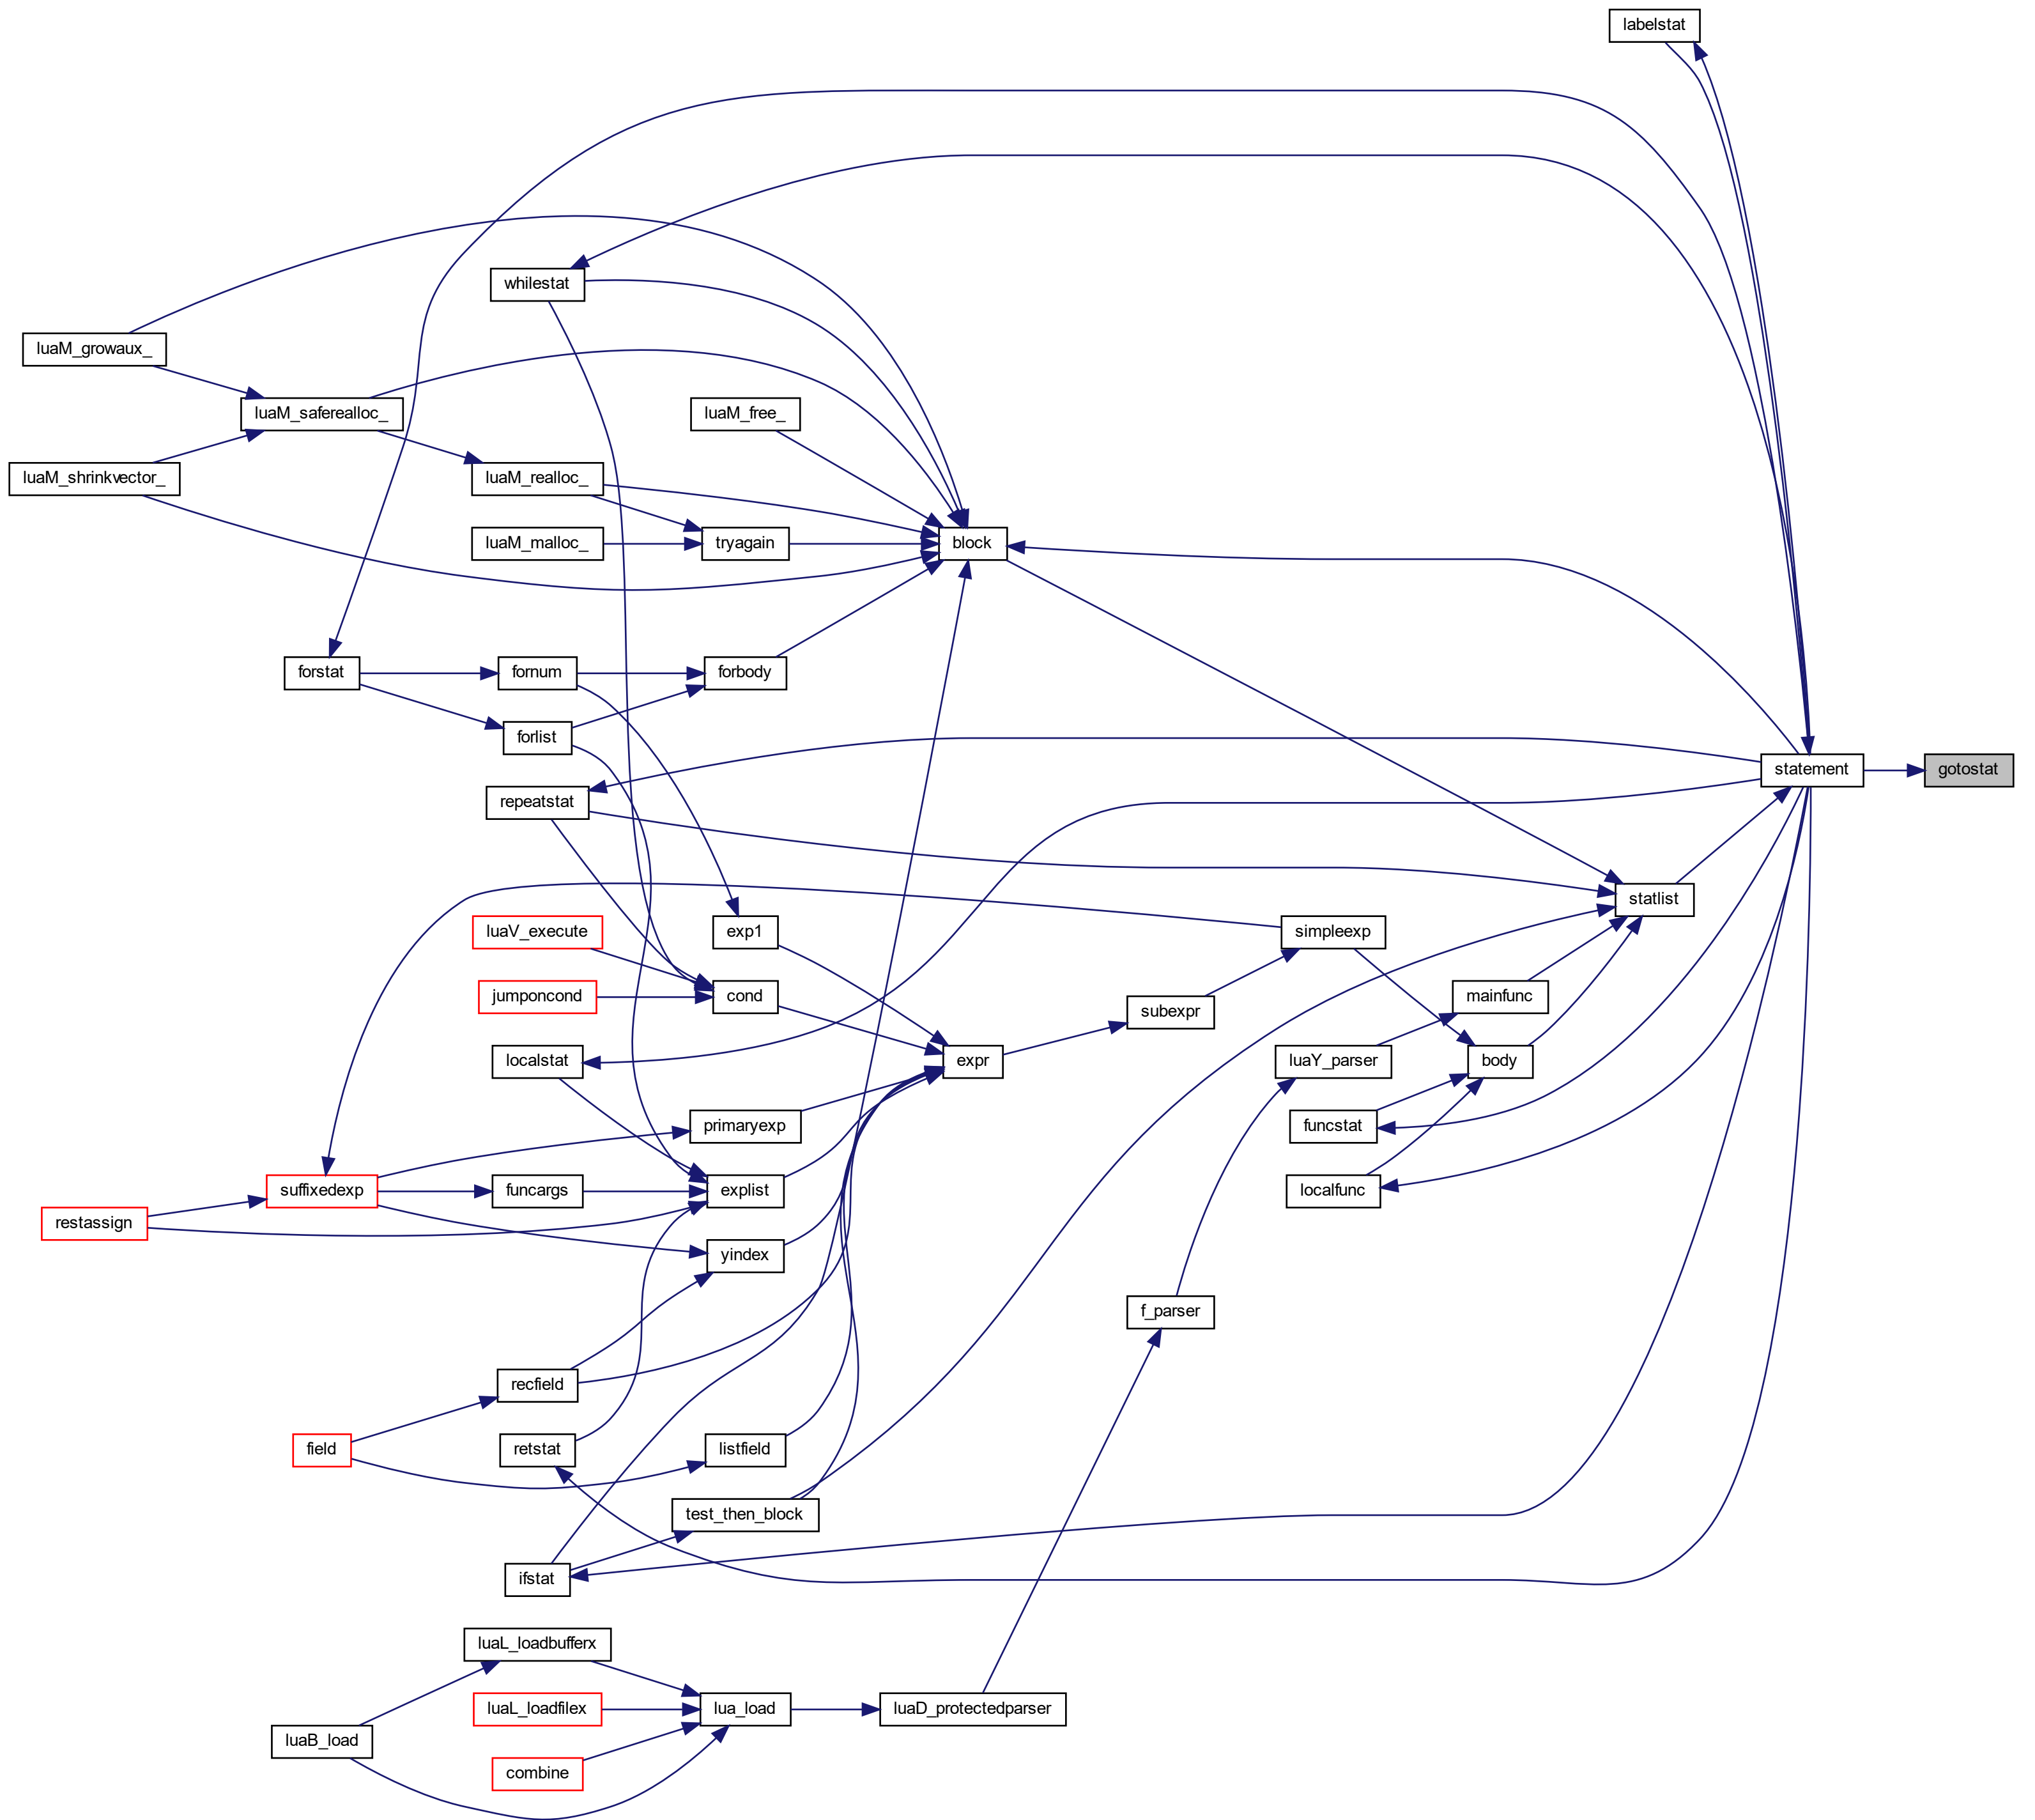 labelstat
whilestat
luaM_growaux_
luaM_saferealloc_
luaM_free_
luaM_shrinkvector_
luaM_realloc_
luaM_malloc_
tryagain
block
forstat
fornum
forbody
forlist
statement
gotostat
repeatstat
statlist
luaV_execute
exp1
simpleexp
jumponcond
cond
subexpr
mainfunc
localstat
expr
luaY_parser
body
primaryexp
funcstat
suffixedexp
funcargs
explist
localfunc
restassign
yindex
f_parser
recfield
field
retstat
listfield
test_then_block
ifstat
luaL_loadbufferx
luaL_loadfilex
lua_load
luaD_protectedparser
luaB_load
combine